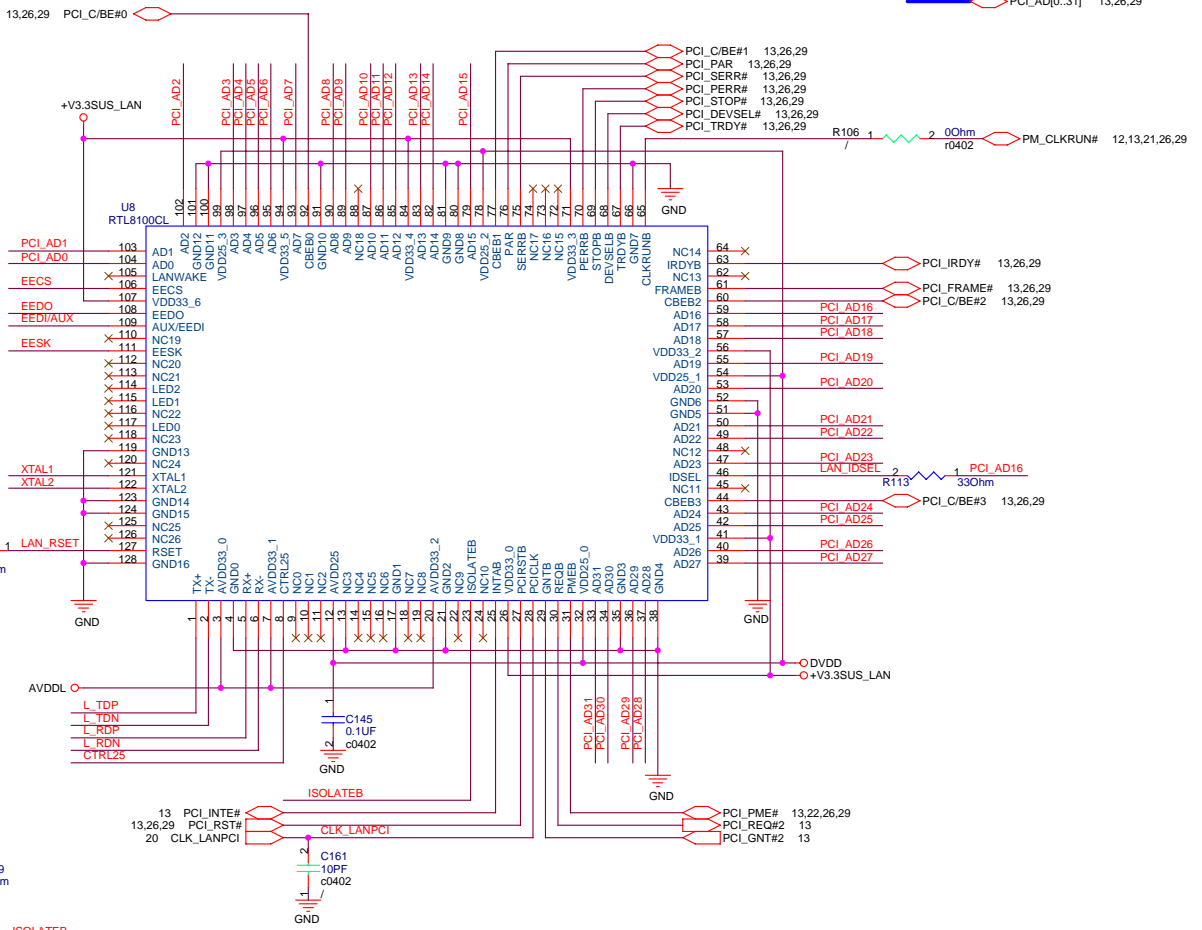 13,26,29 PCI_C/BE#0
PCI_AD[0..31] 13,26,29
PCI_C/BE#1 13,26,29
PCI_PAR 13,26,29
PCI_SERR# 13,26,29
PCI_PERR# 13,26,29
PCI_STOP# 13,26,29
PCI_DEVSEL# 13,26,29
PCI_TRDY# 13,26,29
+V3.3SUS_LAN
PCI_AD2
PCI_AD3
PCI_AD4
PCI_AD5
PCI_AD6
PCI_AD7
PCI_AD8
PCI_AD9
PCI_AD10
PCI_AD11
PCI_AD12
PCI_AD13
PCI_AD14
PCI_AD15
R106 1 2 0Ohm PM_CLKRUN# 12,13,21,26,29
/ r0402
GND
U8
RTL8100CL
102 AD2
101 GND12
100 GND11
99 VDD25_3
98 AD3
97 AD4
96 AD5
95 AD6
94 VDD33_5
93 AD7
92 CBEB0
91 GND10
90 AD8
89 AD9
88 NC18
87 AD10
86 AD11
85 AD12
84 VDD33_4
83 AD13
82 AD14
81 GND9
80 GND8
79 AD15
78 VDD25_2
77 CBEB1
76 PAR
75 SERRB
74 NC17
73 NC16
72 NC15
71 VDD33_3
70 PERRB
69 STOPB
68 DEVSELB
67 TRDYB
66 GND7
65 CLKRUNB
PCI_AD1 103 AD1
PCI_AD0 104 AD0
105 LANWAKE
EECS 106 EECS
107 VDD33_6
EEDO 108 EEDO
EEDI/AUX 109 AUX/EEDI
110 NC19
EESK 111 EESK
112 NC20
113 NC21
114 LED2
115 LED1
116 NC22
117 LED0
118 NC23
119 GND13
120 NC24
XTAL1 121 XTAL1
XTAL2 122 XTAL2
123 GND14
124 GND15
125 NC25
126 NC26
1 LAN_RSET 127 RSET
128 GND16
m
GND
NC14 64
IRDYB 63 PCI_IRDY# 13,26,29
NC13 62
FRAMEB 61 PCI_FRAME# 13,26,29
CBEB2 60 PCI_C/BE#2 13,26,29
AD16 59 PCI_AD16
AD17 58 PCI_AD17
AD18 57 PCI_AD18
VDD33_2 56
AD19 55 PCI_AD19
VDD25_1 54
AD20 53 PCI_AD20
GND6 52
GND5 51
AD21 50 PCI_AD21
AD22 49 PCI_AD22
NC12 48
AD23 47 PCI_AD23
IDSEL 46 LAN_IDSEL 2 1 PCI_AD16
R113 33Ohm
NC11 45
CBEB3 44 PCI_C/BE#3 13,26,29
AD24 43 PCI_AD24
AD25 42 PCI_AD25
VDD33_1 41
AD26 40 PCI_AD26
AD27 39 PCI_AD27
GND
TX+ 1
TX- 2
AVDD33_0 3
GND0 4
RX+ 5
RX- 6
AVDD33_1 7
CTRL25 8
NC0 9
NC1 10
NC2 11
AVDD25 12
NC3 13
NC4 14
NC5 15
NC6 16
GND1 17
NC7 18
NC8 19
AVDD33_2 20
GND2 21
NC9 22
ISOLATEB 23
NC10 24
INTAB 25
VDD33_0 26
PCIRSTB 27
PCICLK 28
GNTB 29
REQB 30
PMEB 31
VDD25_0 32
AD31 33
AD30 34
GND3 35
AD29 36
AD28 37
GND4 38
DVDD
+V3.3SUS_LAN
AVDDL
L_TDP
L_TDN
L_RDP
L_RDN
CTRL25
1
C145
0.1UF
2 c0402
GND
PCI_AD31
PCI_AD30
PCI_AD29
PCI_AD28
GND
ISOLATEB
13 PCI_INTE#
13,26,29 PCI_RST#
20 CLK_LANPCI
CLK_LANPCI
PCI_PME# 13,22,26,29
PCI_REQ#2 13
PCI_GNT#2 13
2 C161
10PF
c0402
1 /
GND
9
m
ISOLATEB